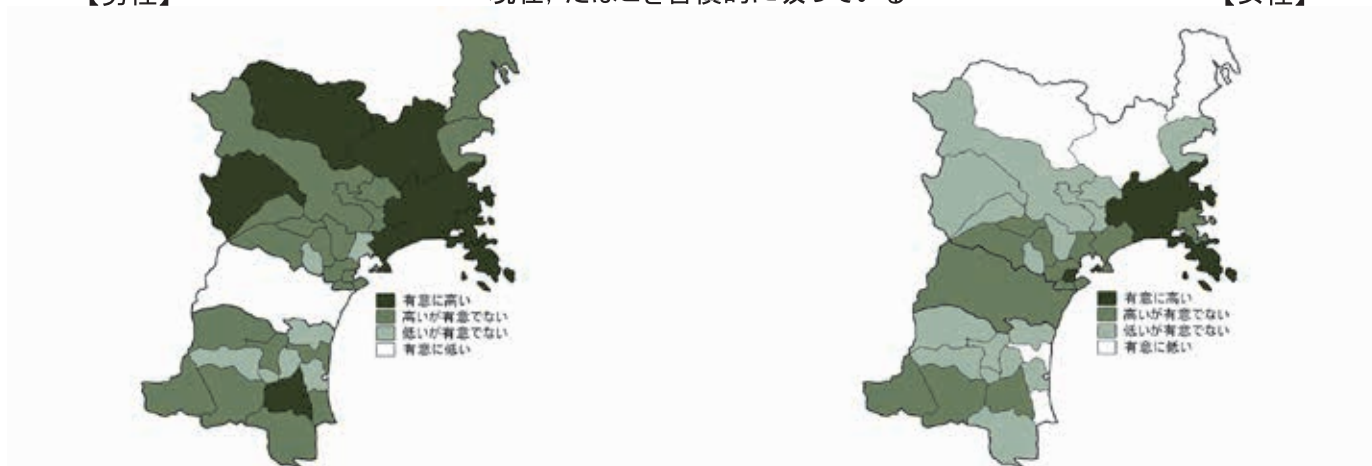 【男性】
現在，たばこを習慣的に吸っている
【女性】
有意に高い
高いが有意でない
低いが有意でない
有意に低い
有意に高い
高いが有意でない
低いが有意でない
有意に低い